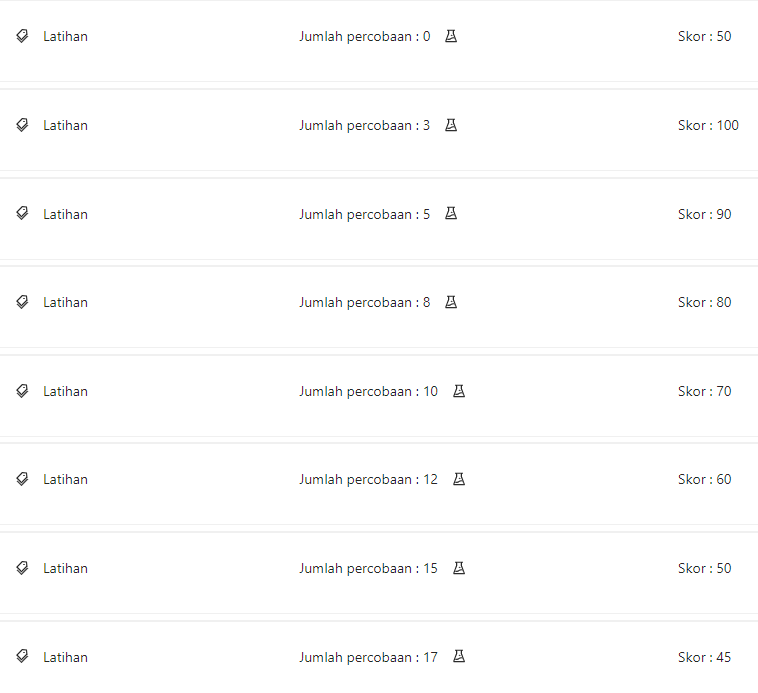 Latihan Jumlah percobaan : 0 Skor : 50
Latihan Jumlah percobaan : 3 Skor : 100
Latihan Jumlah percobaan : 5 Skor : 90
Latihan Jumlah percobaan : 8 Skor : 80
Latihan Jumlah percobaan : 10 Skor : 70
Latihan Jumlah percobaan : 12 Skor : 60
Latihan Jumlah percobaan : 15 Skor : 50
Latihan Jumlah percobaan : 17 Skor : 45